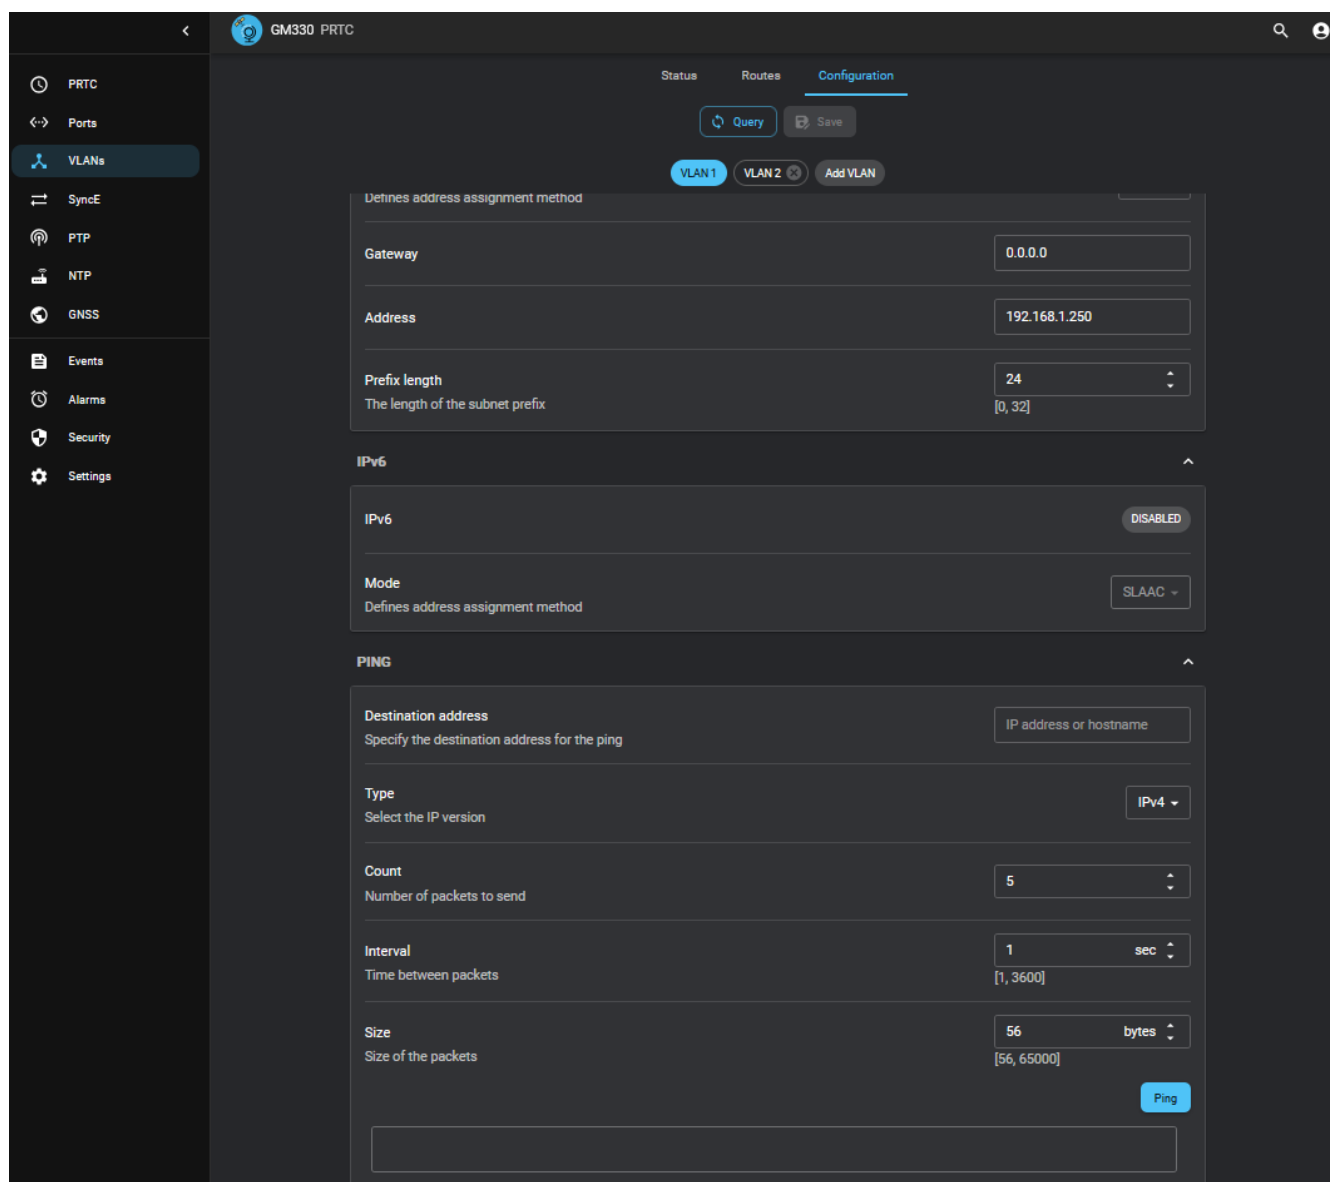 GM330 PRTC
PRTC
Ports
VLANs
SyncE
PTP
NTP
GNSS
Events
Alarms
Security
Settings
Status Routes Configuration
Query Save
VLAN 1 VLAN 2 Add VLAN
Defines address assignment method
Gateway 0.0.0.0
Address 192.168.1.250
Prefix length 24
The length of the subnet prefix [0, 32]
IPv6
IPv6 DISABLED
Mode SLAAC
Defines address assignment method
PING
Destination address IP address or hostname
Specify the destination address for the ping
Type IPv4
Select the IP version
Count 5
Number of packets to send
Interval 1 sec
Time between packets [1, 3600]
Size 56 bytes
Size of the packets [56, 65000]
Ping